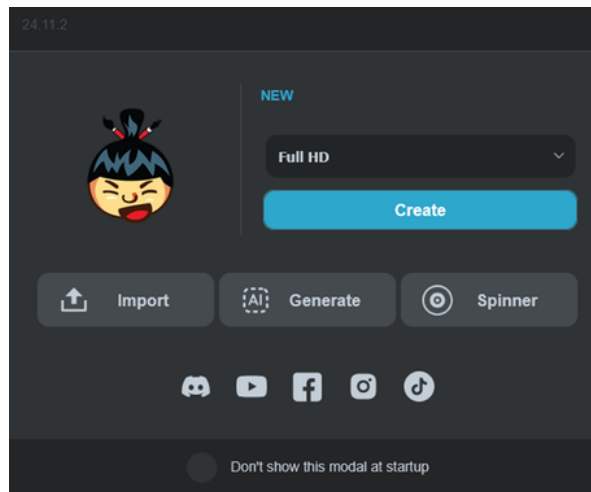 24.11.2
NEW
Full HD
Create
Import
AI Generate
Spinner
Don't show this modal at startup